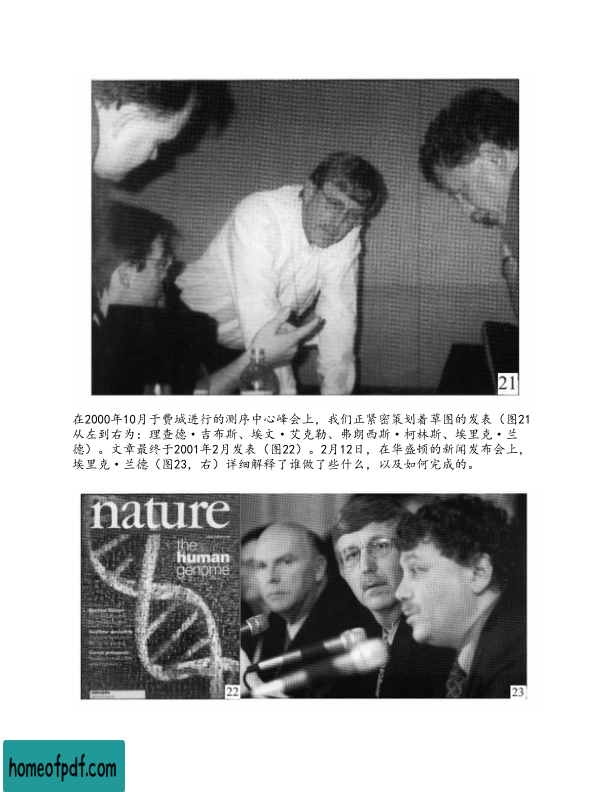 21
在2000年10月于费城进行的测序中心峰会上，我们正紧密策划着草图的发表（图21
从左到右为：理查德·吉布斯、埃文·艾克勒、弗朗西斯·柯林斯、埃里克·兰
德）。文章最终于2001年2月发表（图22）。2月12日，在华盛顿的新闻发布会上，
埃里克·兰德（图23，右）详细解释了谁做了些什么，以及如何完成的。
nature
the
human
genome
22
23
homeofpdf.com